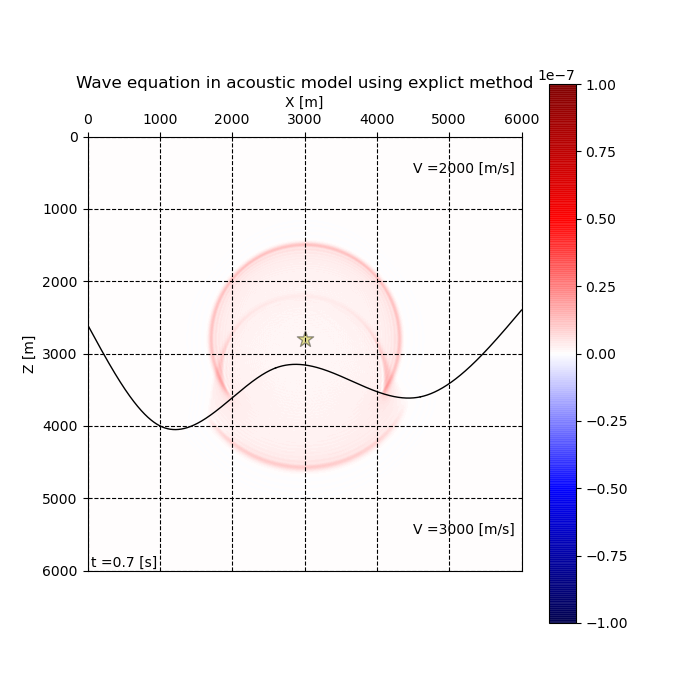 Wave equation in acoustic model using explict method
1e−7
X [m]
0 1000 2000 3000 4000 5000 6000
0
1000
2000
3000
4000
5000
6000
Z [m]
V =2000 [m/s]
V =3000 [m/s]
t =0.7 [s]
1.00
0.75
0.50
0.25
0.00
−0.25
−0.50
−0.75
−1.00